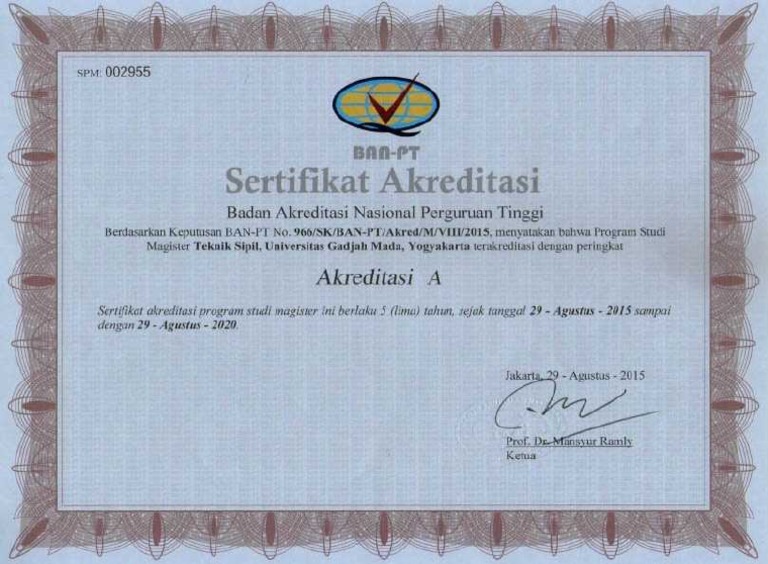 SPM: 002955
BAN-PT
Sertifikat Akreditasi
Badan Akreditasi Nasional Perguruan Tinggi
Berdasarkan Keputusan BAN-PT No. 966/SK/BAN-PT/Akred/M/VIII/2015, menyatakan bahwa Program Studi
Magister Teknik Sipil, Universitas Gadjah Mada, Yogyakarta terakreditasi dengan peringkat
Akreditasi A
Sertifikat akreditasi program studi magister ini berlaku 5 (lima) tahun, sejak tanggal 29 - Agustus - 2015 sampai
dengan 29 - Agustus - 2020.
Jakarta, 29 - Agustus - 2015
Prof. Dr. Mansyur Ramly
Ketua